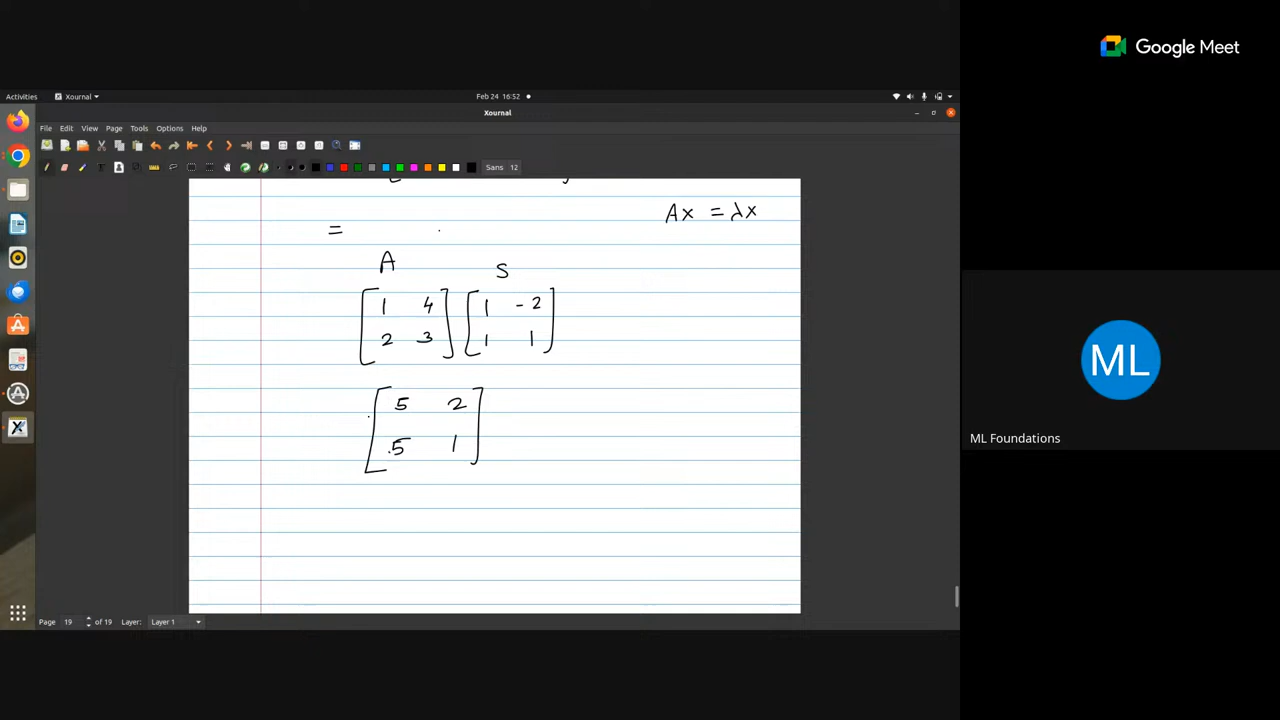 Google Meet
Activities Xournal Feb 24 16:52
Xournal
File Edit View Page Tools Options Help
Sans 12
Ax = λx
=
A S
[1 4] [1 -2]
[2 3] [1 1]
[5 2]
[5 1]
ML
ML Foundations
Page 19 of 19 Layer: Layer 1